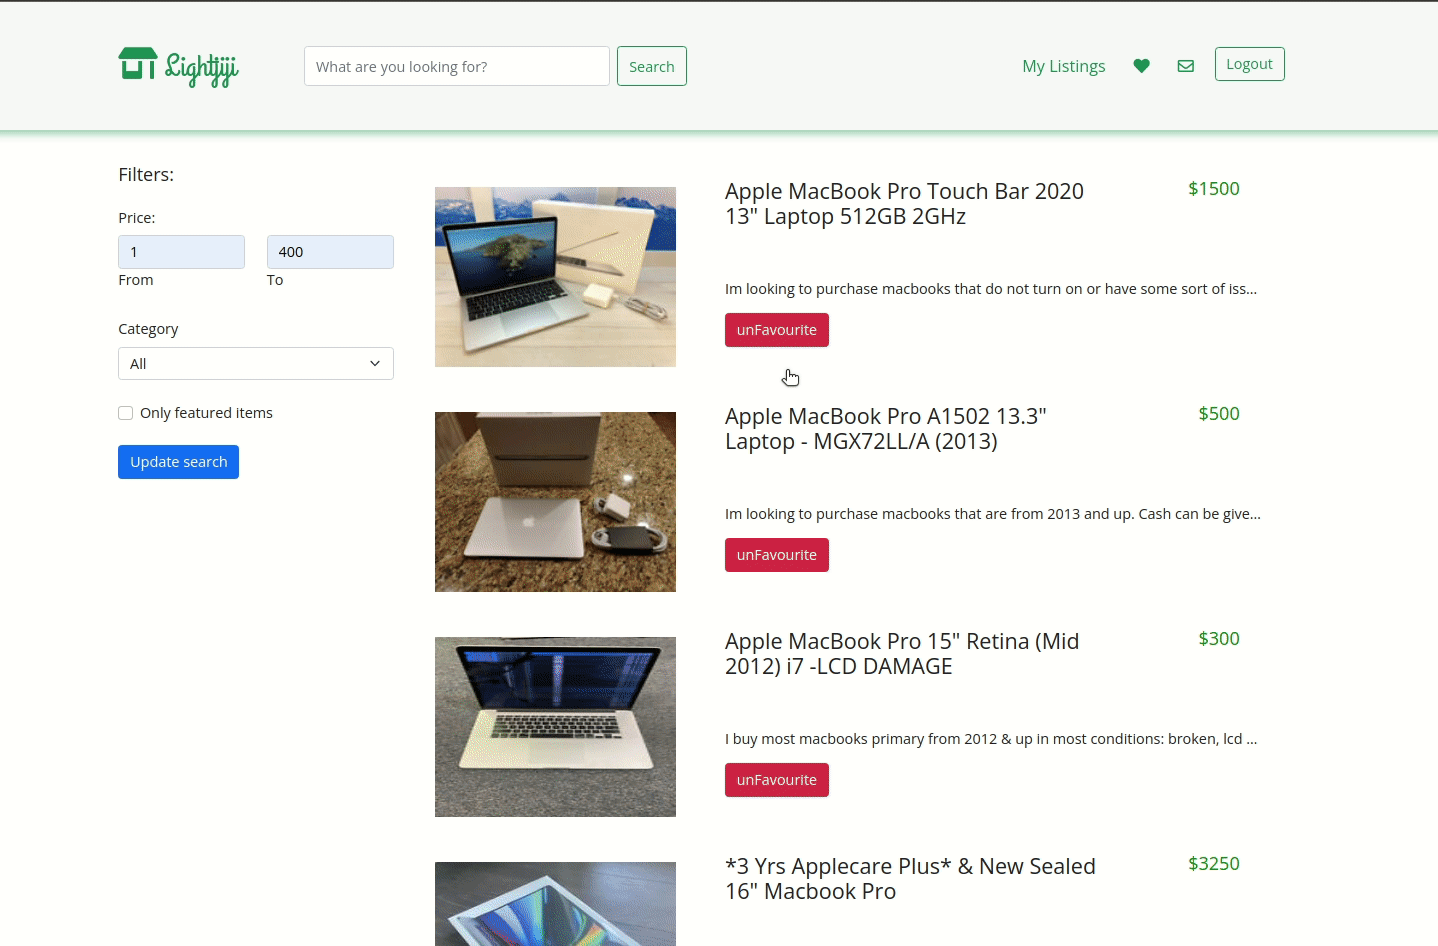 Lightjiji
What are you looking for?
Search
My Listings
Logout
Filters:
Price:
1
400
From
To
Category
All
Only featured items
Update search
Apple MacBook Pro Touch Bar 2020
13" Laptop 512GB 2GHz
$1500
Im looking to purchase macbooks that do not turn on or have some sort of iss...
unFavourite
Apple MacBook Pro A1502 13.3"
Laptop - MGX72LL/A (2013)
$500
Im looking to purchase macbooks that are from 2013 and up. Cash can be give...
unFavourite
Apple MacBook Pro 15" Retina (Mid
2012) i7 -LCD DAMAGE
$300
I buy most macbooks primary from 2012 & up in most conditions: broken, lcd ...
unFavourite
*3 Yrs Applecare Plus* & New Sealed
16" Macbook Pro
$3250